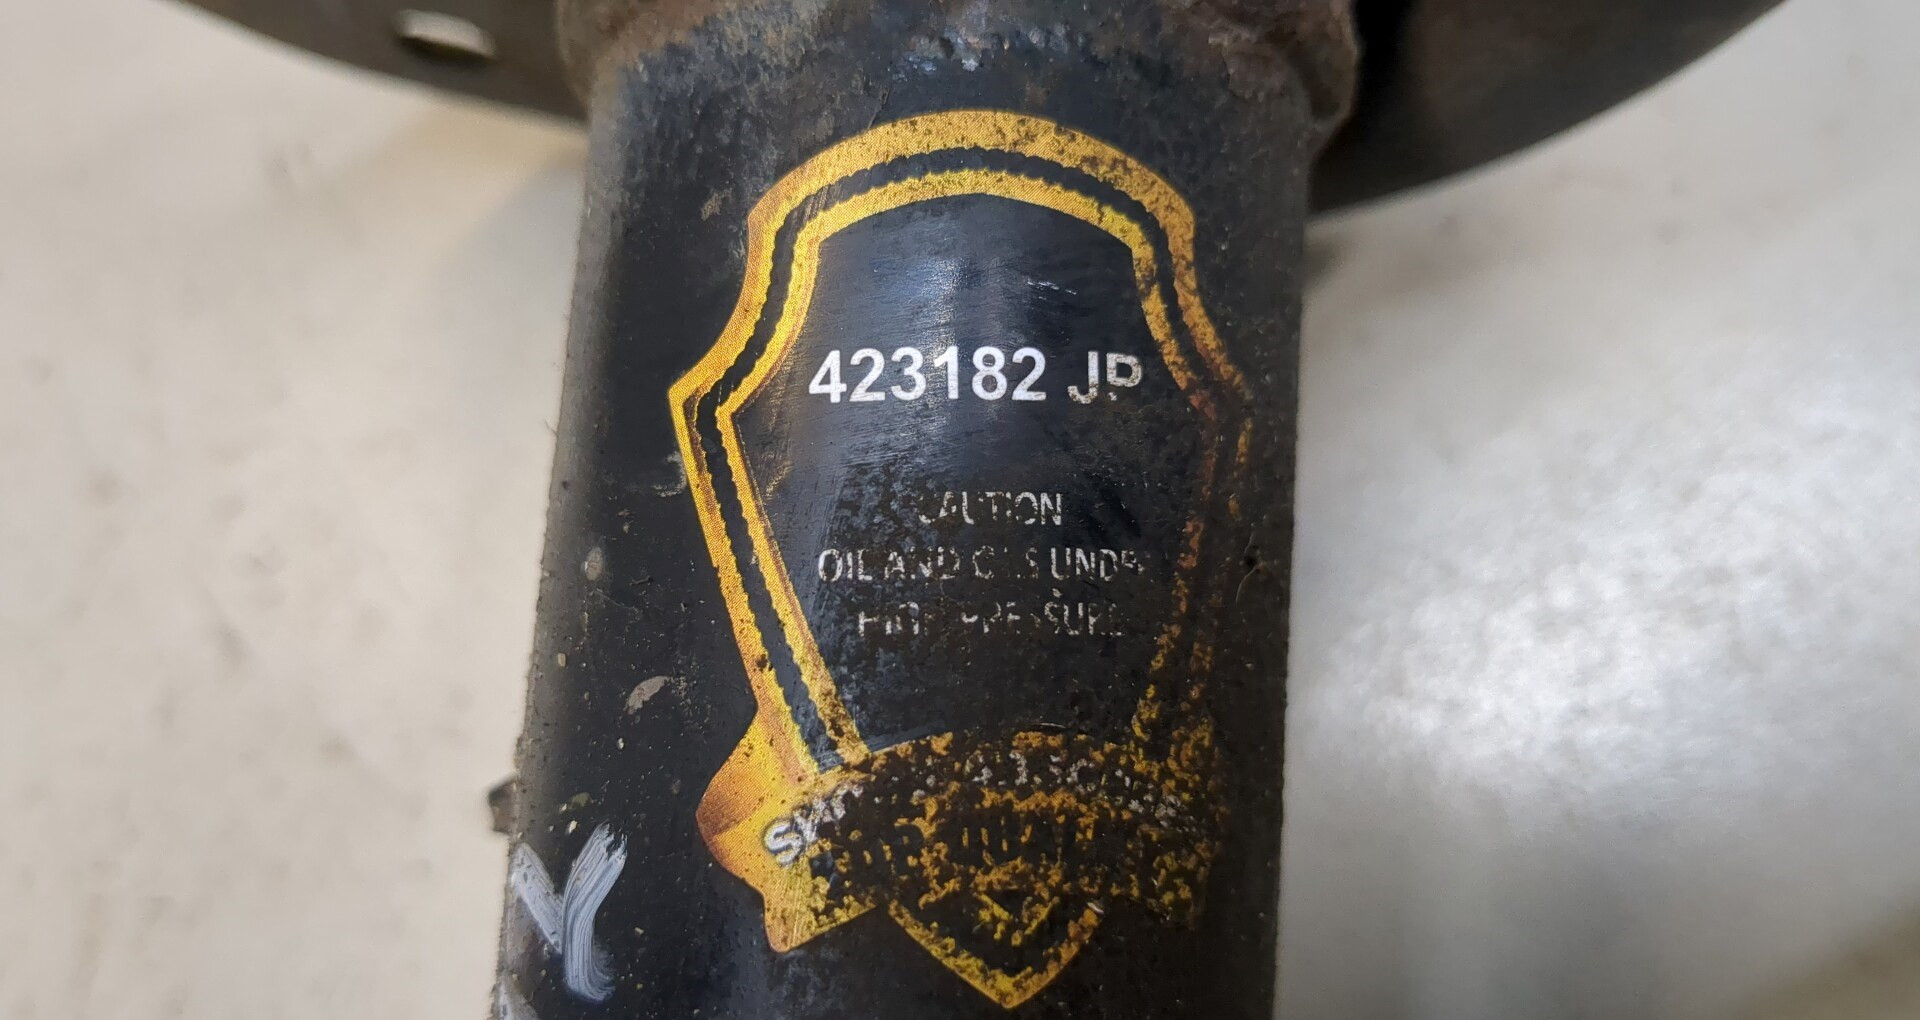 423182 JP
CAUTION
OIL AND GAS UNDER
HIGH PRESSURE